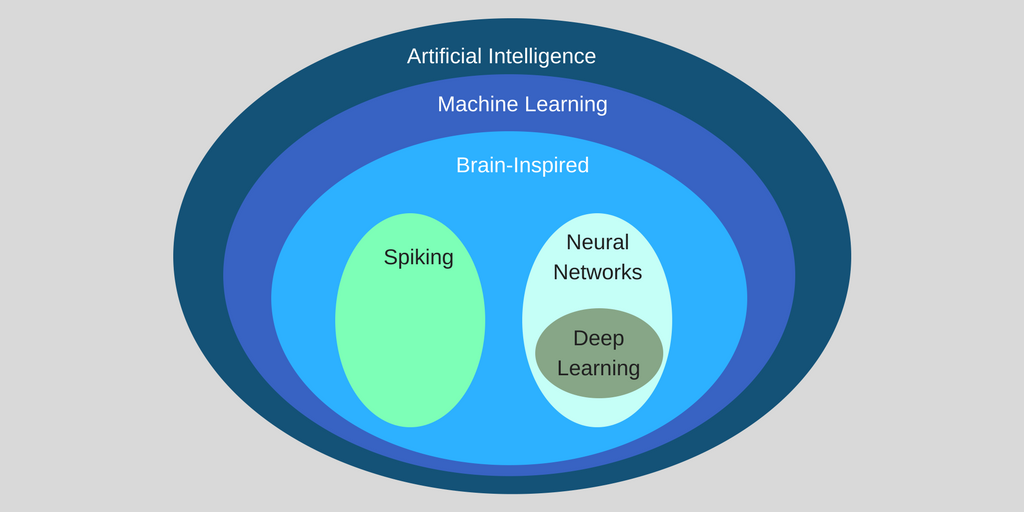 Artificial Intelligence
Machine Learning
Brain-Inspired
Spiking
Neural
Networks
Deep
Learning